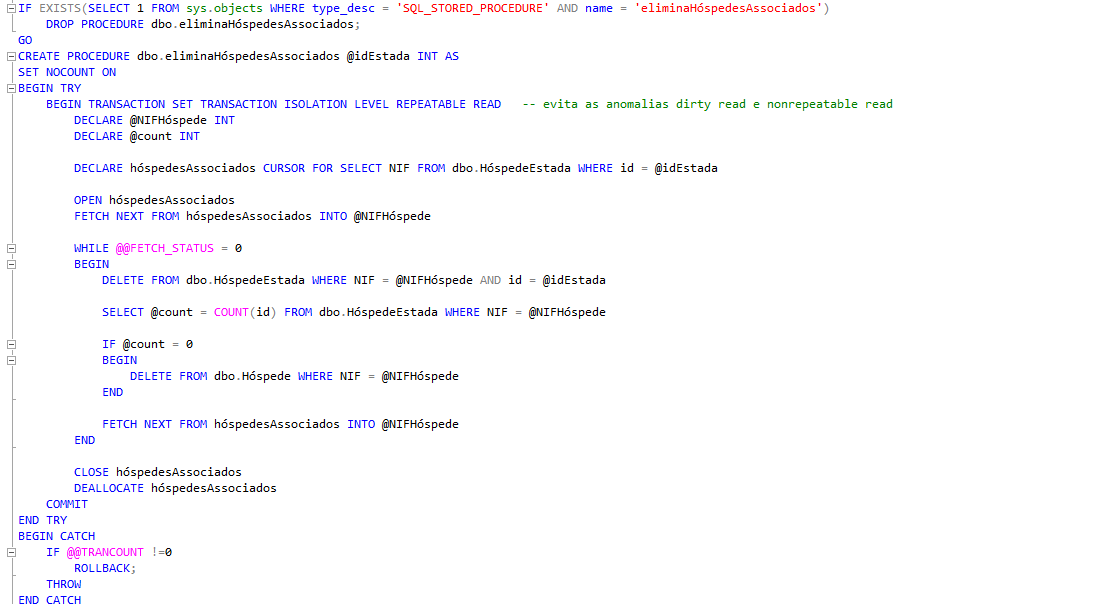 IF EXISTS(SELECT 1 FROM sys.objects WHERE type_desc = 'SQL_STORED_PROCEDURE' AND name = 'eliminaHóspedesAssociados')
DROP PROCEDURE dbo.eliminaHóspedesAssociados;
GO
CREATE PROCEDURE dbo.eliminaHóspedesAssociados @idEstada INT AS
SET NOCOUNT ON
BEGIN TRY
BEGIN TRANSACTION SET TRANSACTION ISOLATION LEVEL REPEATABLE READ -- evita as anomalias dirty read e nonrepeatable read
DECLARE @NIFHóspede INT
DECLARE @count INT
DECLARE hóspedesAssociados CURSOR FOR SELECT NIF FROM dbo.HóspedeEstada WHERE id = @idEstada
OPEN hóspedesAssociados
FETCH NEXT FROM hóspedesAssociados INTO @NIFHóspede
WHILE @@FETCH_STATUS = 0
BEGIN
DELETE FROM dbo.HóspedeEstada WHERE NIF = @NIFHóspede AND id = @idEstada
SELECT @count = COUNT(id) FROM dbo.HóspedeEstada WHERE NIF = @NIFHóspede
IF @count = 0
BEGIN
DELETE FROM dbo.Hóspede WHERE NIF = @NIFHóspede
END
FETCH NEXT FROM hóspedesAssociados INTO @NIFHóspede
END
CLOSE hóspedesAssociados
DEALLOCATE hóspedesAssociados
COMMIT
END TRY
BEGIN CATCH
IF @@TRANCOUNT !=0
ROLLBACK;
THROW
END CATCH